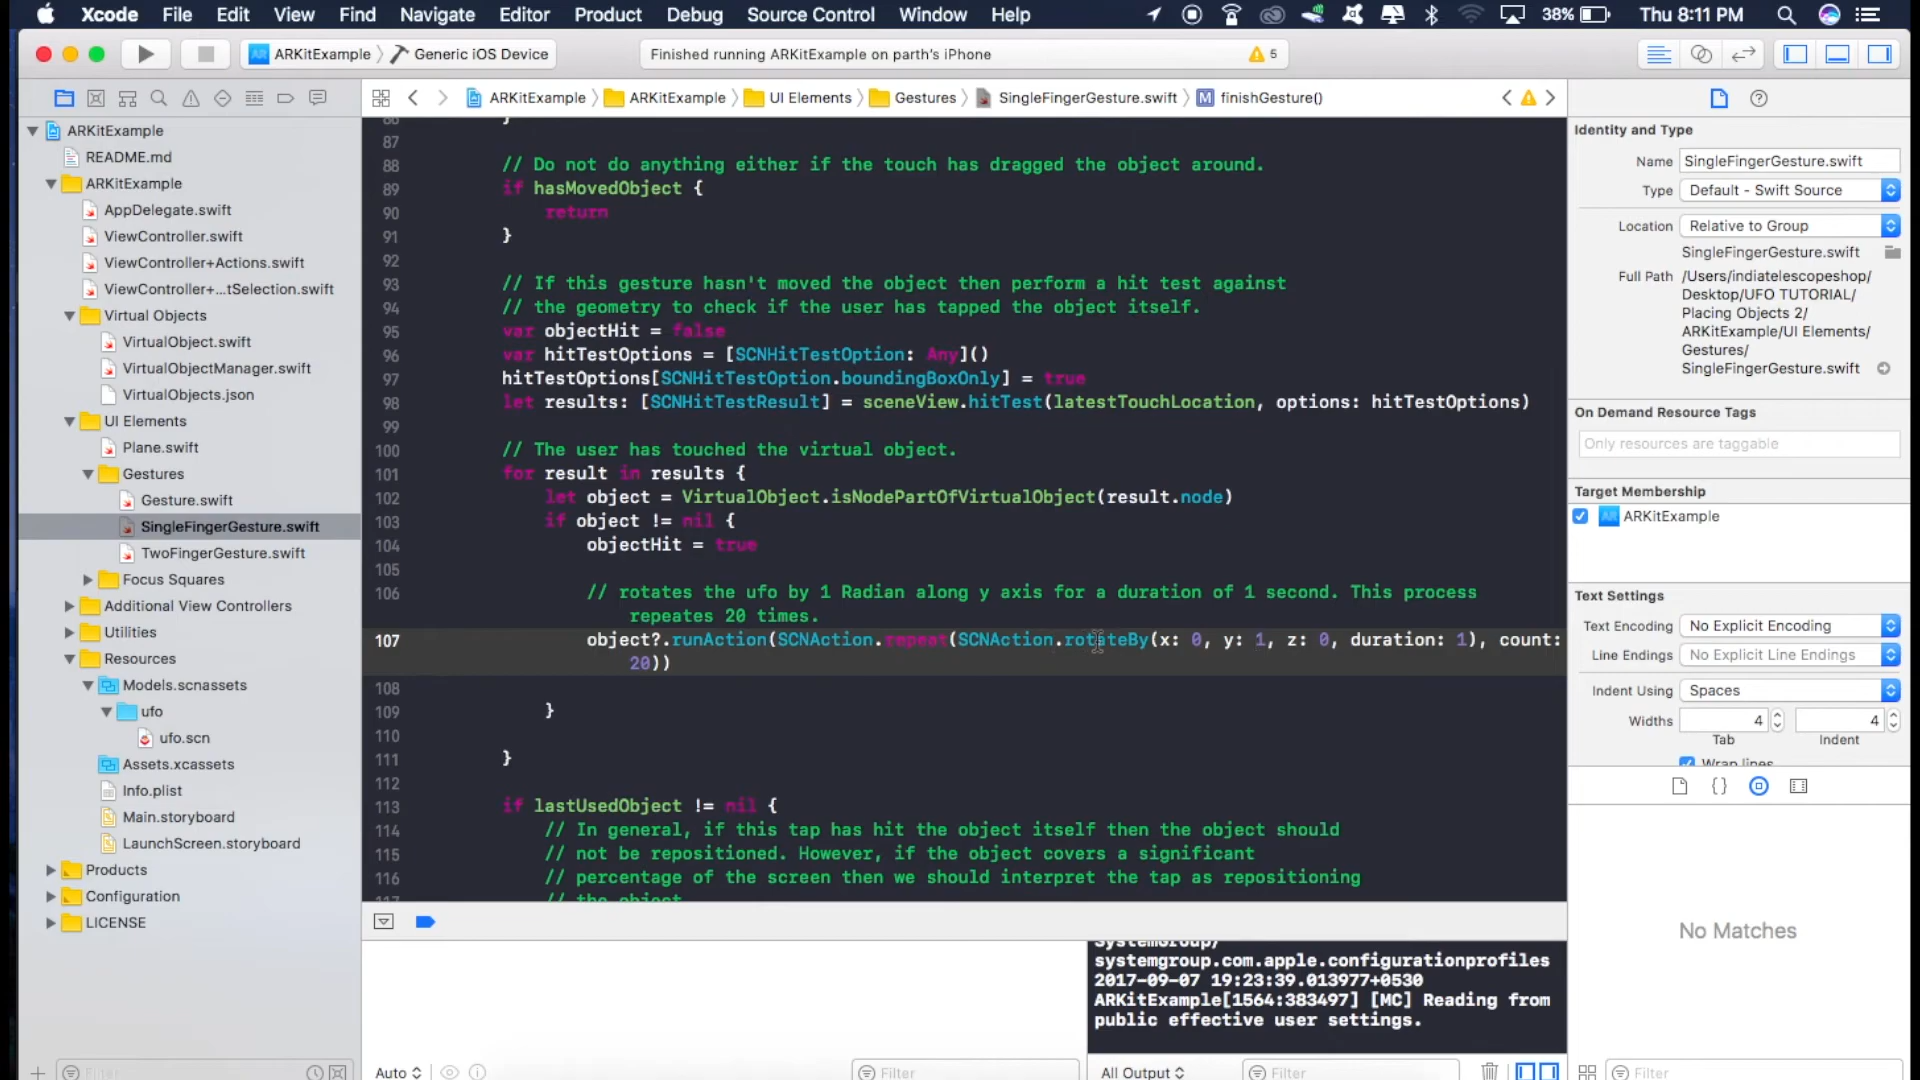 Xcode File Edit View Find Navigate Editor Product Debug Source Control Window Help 38% Thu 8:11 PM
ARKitExample Generic iOS Device Finished running ARKitExample on parth's iPhone 5
ARKitExample ARKitExample UI Elements Gestures SingleFingerGesture.swift M finishGesture()
ARKitExample
README.md
ARKitExample
AppDelegate.swift
ViewController.swift
ViewController+Actions.swift
ViewController+...tSelection.swift
Virtual Objects
VirtualObject.swift
VirtualObjectManager.swift
VirtualObjects.json
UI Elements
Plane.swift
Gestures
Gesture.swift
SingleFingerGesture.swift
TwoFingerGesture.swift
Focus Squares
Additional View Controllers
Utilities
Resources
Models.scnassets
ufo
ufo.scn
Assets.xcassets
Info.plist
Main.storyboard
LaunchScreen.storyboard
Products
Configuration
LICENSE
Filter
86 }
87
88 // Do not do anything either if the touch has dragged the object around.
89 if hasMovedObject {
90 return
91 }
92
93 // If this gesture hasn't moved the object then perform a hit test against
94 // the geometry to check if the user has tapped the object itself.
95 var objectHit = false
96 var hitTestOptions = [SCNHitTestOption: Any]()
97 hitTestOptions[SCNHitTestOption.boundingBoxOnly] = true
98 let results: [SCNHitTestResult] = sceneView.hitTest(latestTouchLocation, options: hitTestOptions)
99
100 // The user has touched the virtual object.
101 for result in results {
102 let object = VirtualObject.isNodePartOfVirtualObject(result.node)
103 if object != nil {
104 objectHit = true
105
106 // rotates the ufo by 1 Radian along y axis for a duration of 1 second. This process
repeates 20 times.
107 object?.runAction(SCNAction.repeat(SCNAction.rotateBy(x: 0, y: 1, z: 0, duration: 1), count:
20))
108
109 }
110
111 }
112
113 if lastUsedObject != nil {
114 // In general, if this tap has hit the object itself then the object should
115 // not be repositioned. However, if the object covers a significant
116 // percentage of the screen then we should interpret the tap as repositioning
117 // the object
Auto Filter
SystemGroup/
systemgroup.com.apple.configurationprofiles
2017-09-07 19:23:39.013977+0530
ARKitExample[1564:383497] [MC] Reading from
public effective user settings.
All Output Filter
Identity and Type
Name SingleFingerGesture.swift
Type Default - Swift Source
Location Relative to Group
SingleFingerGesture.swift
Full Path /Users/indiatelescopeshop/
Desktop/UFO TUTORIAL/
Placing Objects 2/
ARKitExample/UI Elements/
Gestures/
SingleFingerGesture.swift
On Demand Resource Tags
Only resources are taggable
Target Membership
ARKitExample
Text Settings
Text Encoding No Explicit Encoding
Line Endings No Explicit Line Endings
Indent Using Spaces
Widths 4 4
Tab Indent
Wrap lines
{}
No Matches
Filter